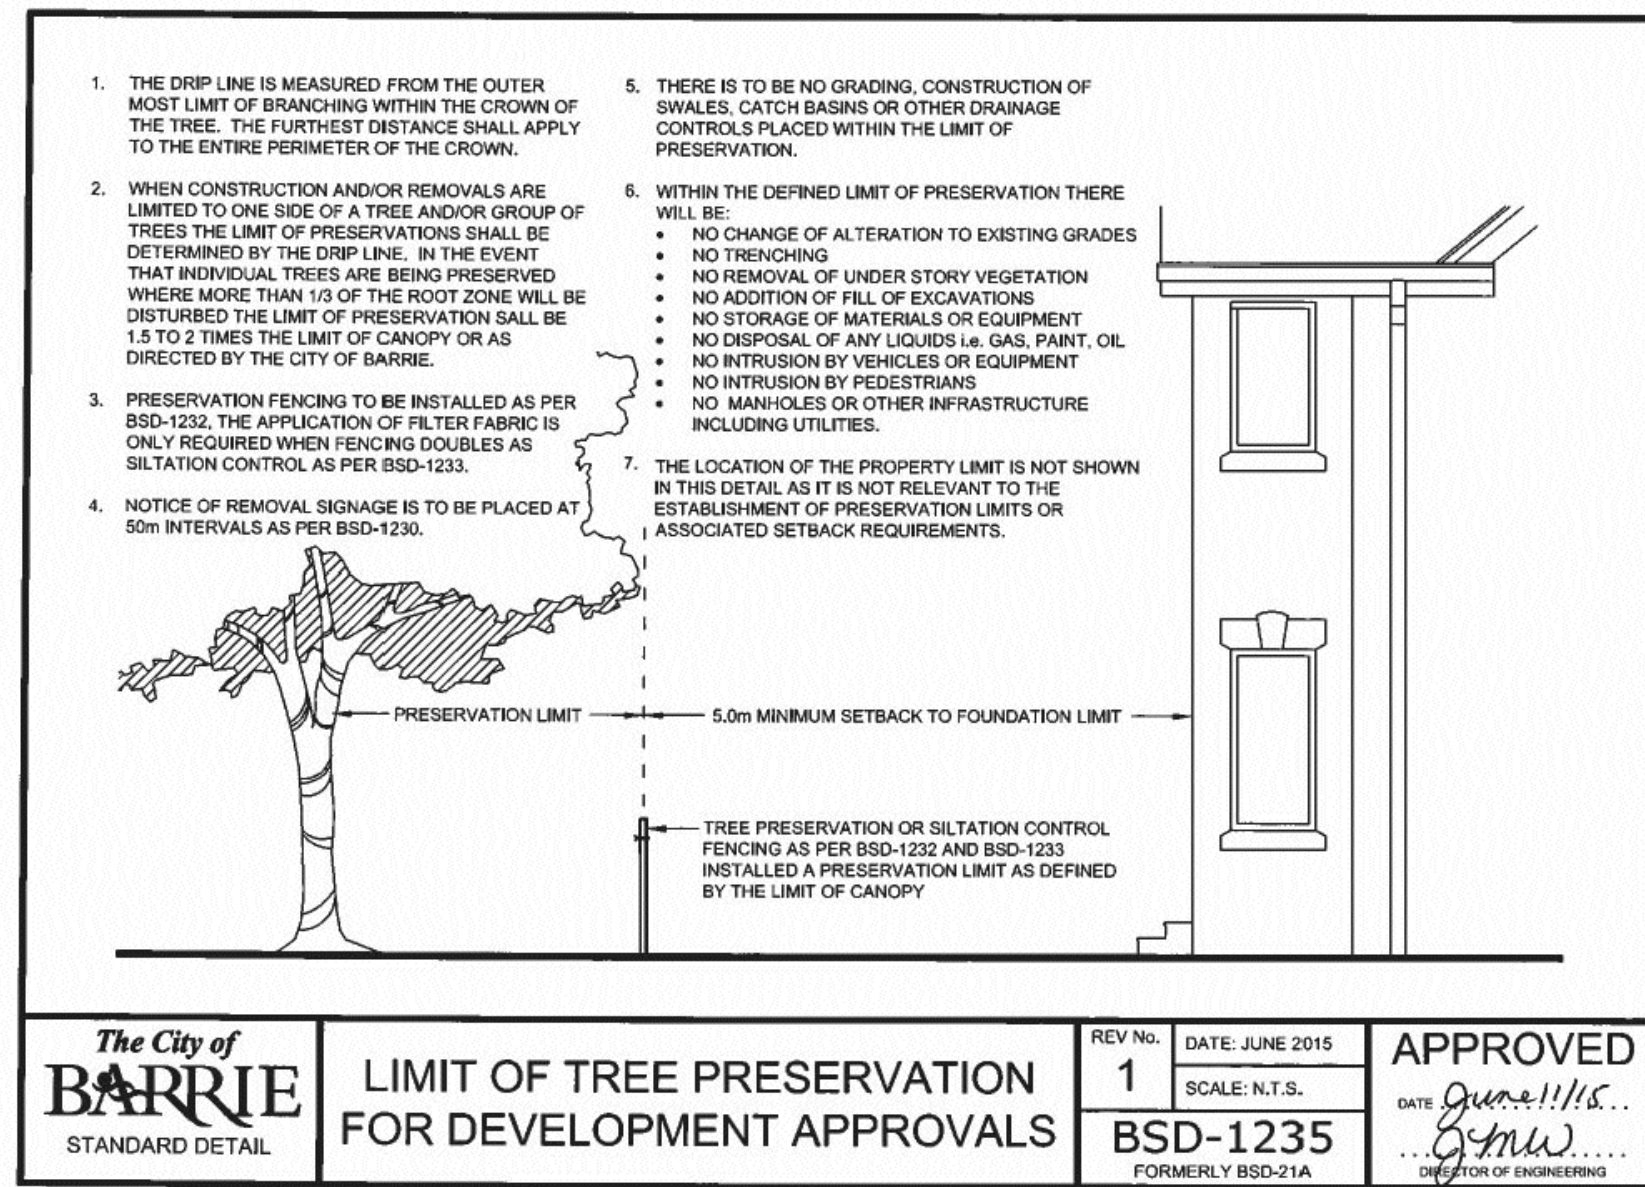 1. THE DRIP LINE IS MEASURED FROM THE OUTER
MOST LIMIT OF BRANCHING WITHIN THE CROWN OF
THE TREE. THE FURTHEST DISTANCE SHALL APPLY
TO THE ENTIRE PERIMETER OF THE CROWN.
2. WHEN CONSTRUCTION AND/OR REMOVALS ARE
LIMITED TO ONE SIDE OF A TREE AND/OR GROUP OF
TREES THE LIMIT OF PRESERVATIONS SHALL BE
DETERMINED BY THE DRIP LINE. IN THE EVENT
THAT INDIVIDUAL TREES ARE BEING PRESERVED
WHERE MORE THAN 1/3 OF THE ROOT ZONE WILL BE
DISTURBED THE LIMIT OF PRESERVATION SALL BE
1.5 TO 2 TIMES THE LIMIT OF CANOPY OR AS
DIRECTED BY THE CITY OF BARRIE.
3. PRESERVATION FENCING TO BE INSTALLED AS PER
BSD-1232, THE APPLICATION OF FILTER FABRIC IS
ONLY REQUIRED WHEN FENCING DOUBLES AS
SILTATION CONTROL AS PER BSD-1233.
4. NOTICE OF REMOVAL SIGNAGE IS TO BE PLACED AT
50m INTERVALS AS PER BSD-1230.
5. THERE IS TO BE NO GRADING, CONSTRUCTION OF
SWALES, CATCH BASINS OR OTHER DRAINAGE
CONTROLS PLACED WITHIN THE LIMIT OF
PRESERVATION.
6. WITHIN THE DEFINED LIMIT OF PRESERVATION THERE
WILL BE:
• NO CHANGE OF ALTERATION TO EXISTING GRADES
• NO TRENCHING
• NO REMOVAL OF UNDER STORY VEGETATION
• NO ADDITION OF FILL OF EXCAVATIONS
• NO STORAGE OF MATERIALS OR EQUIPMENT
• NO DISPOSAL OF ANY LIQUIDS i.e. GAS, PAINT, OIL
• NO INTRUSION BY VEHICLES OR EQUIPMENT
• NO INTRUSION BY PEDESTRIANS
• NO MANHOLES OR OTHER INFRASTRUCTURE
INCLUDING UTILITIES.
7. THE LOCATION OF THE PROPERTY LIMIT IS NOT SHOWN
IN THIS DETAIL AS IT IS NOT RELEVANT TO THE
ESTABLISHMENT OF PRESERVATION LIMITS OR
ASSOCIATED SETBACK REQUIREMENTS.
PRESERVATION LIMIT
5.0m MINIMUM SETBACK TO FOUNDATION LIMIT
TREE PRESERVATION OR SILTATION CONTROL
FENCING AS PER BSD-1232 AND BSD-1233
INSTALLED A PRESERVATION LIMIT AS DEFINED
BY THE LIMIT OF CANOPY
The City of
BARRIE
STANDARD DETAIL
LIMIT OF TREE PRESERVATION
FOR DEVELOPMENT APPROVALS
REV No.
1
DATE: JUNE 2015
SCALE: N.T.S.
BSD-1235
FORMERLY BSD-21A
APPROVED
DATE June 11/15
DIRECTOR OF ENGINEERING